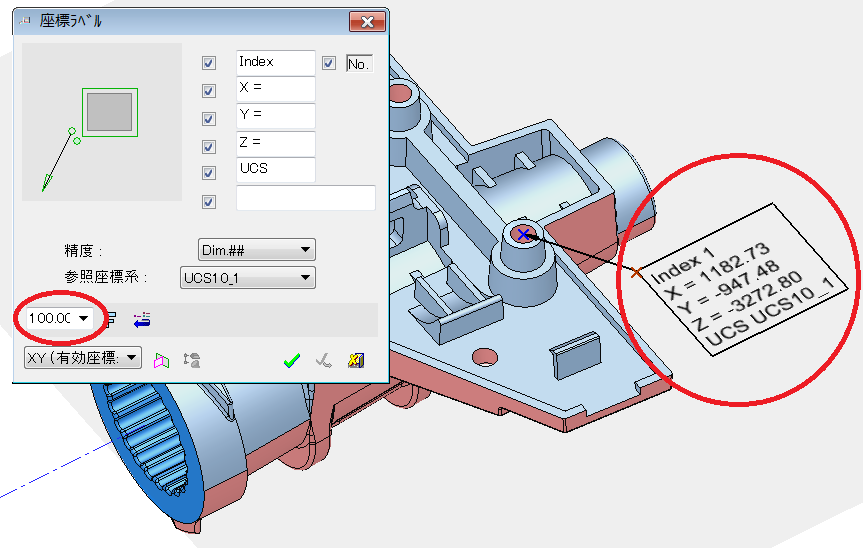 座標ﾗﾍﾞﾙ
Index
No.
X =
Y =
Z =
UCS
精度 :
Dim.##
参照座標系 :
UCS10_1
100.00
XY (有効座標:
Index 1
X = 1182.73
Y = -947.48
Z = -3272.80
UCS UCS10_1